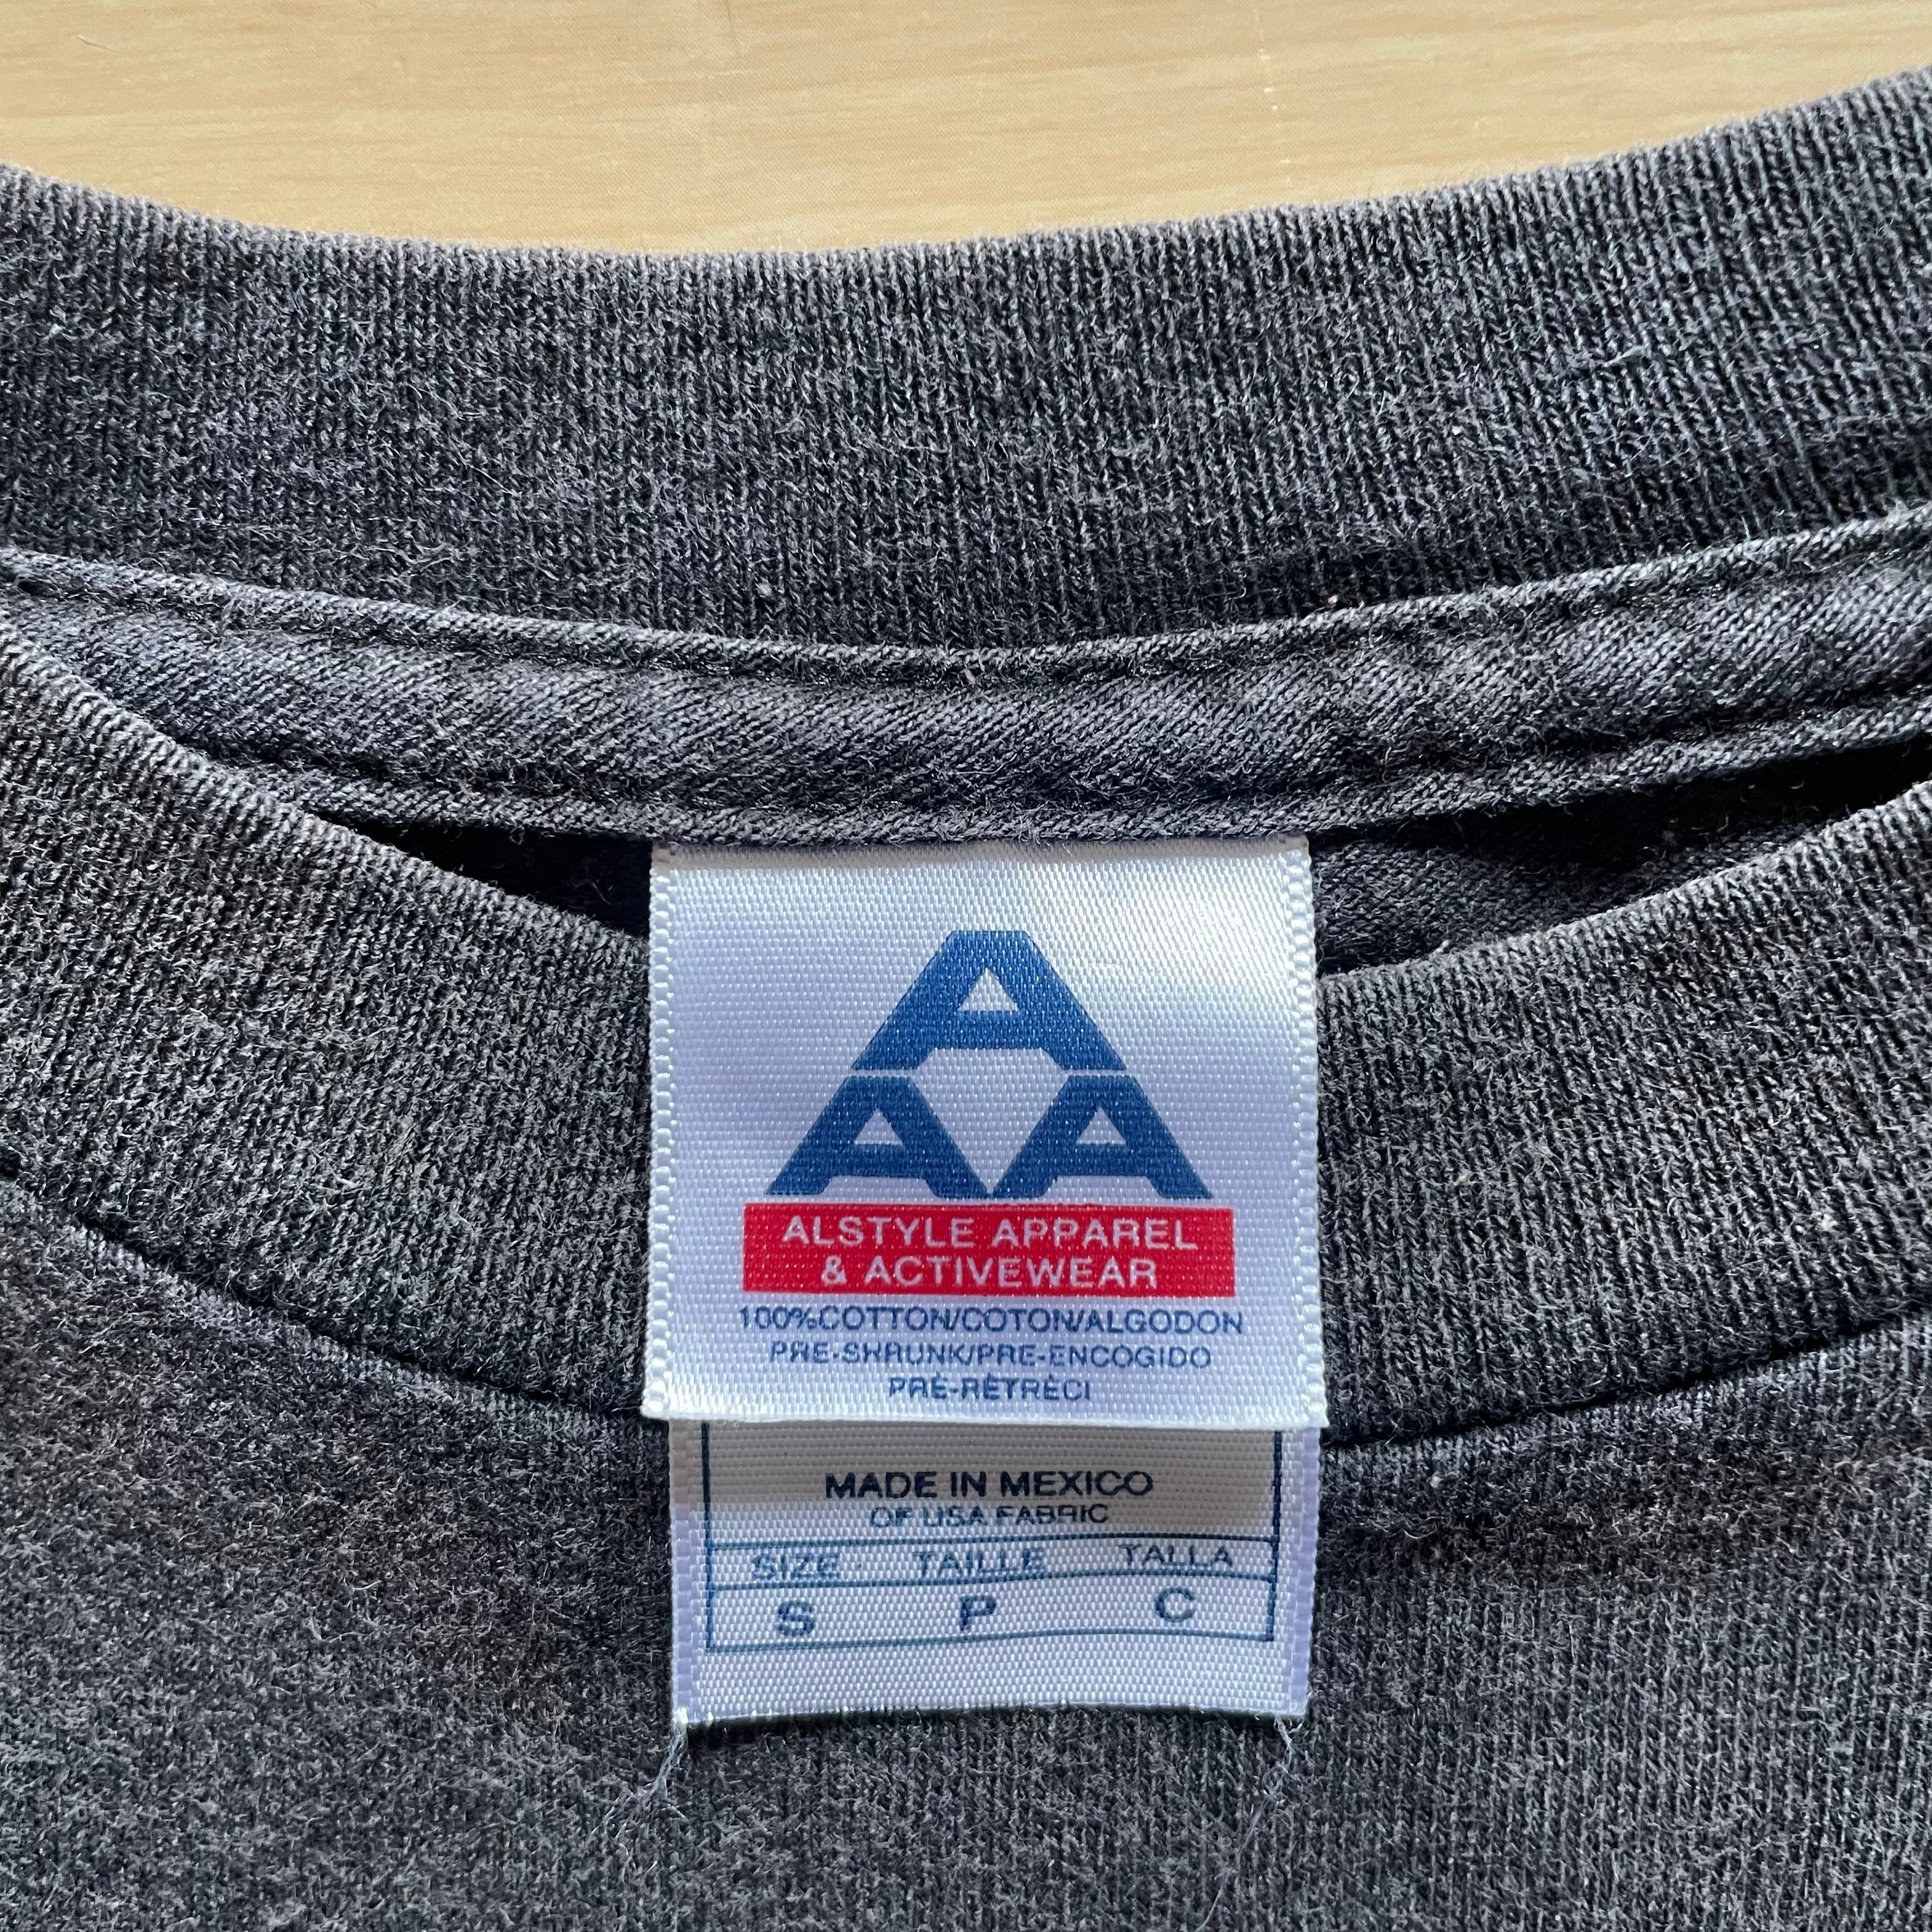 A
A A
ALSTYLE APPAREL
& ACTIVEWEAR
100%COTTON/COTON/ALGODON
PRE-SHRUNK/PRE-ENCOGIDO
PRÉ-RÉTRÉCI
MADE IN MEXICO
OF USA FABRIC
SIZE TAILLE TALLA
S P C